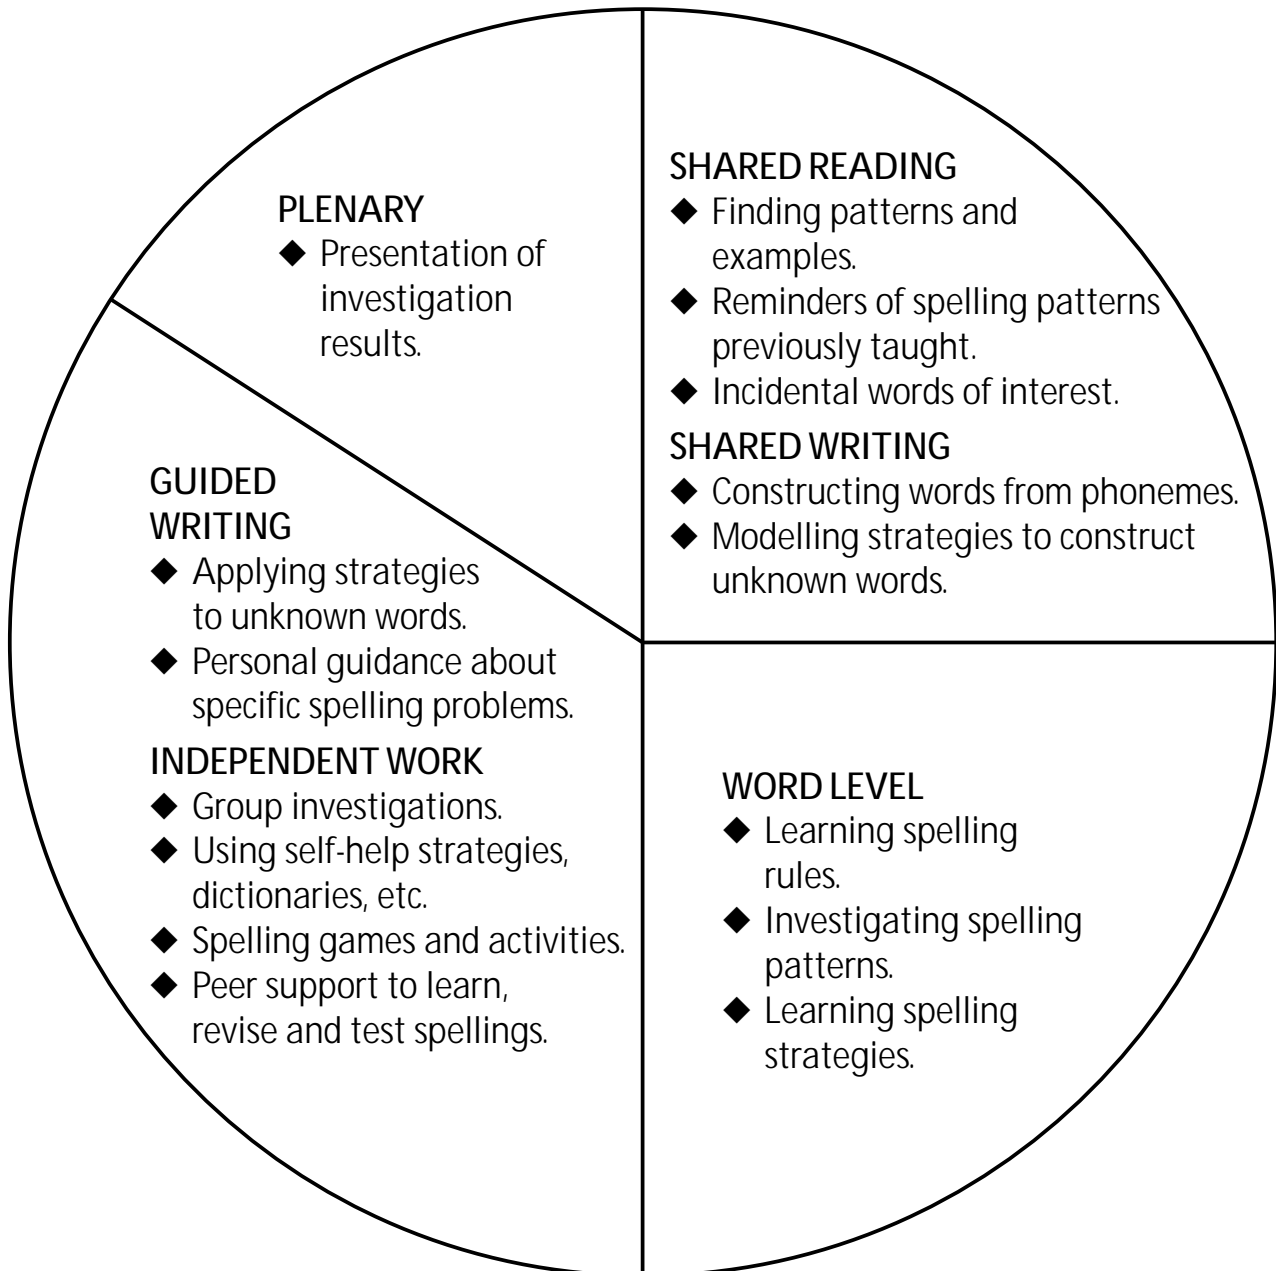 SHARED READING
◆ Finding patterns and
examples.
◆ Reminders of spelling patterns
previously taught.
◆ Incidental words of interest.
SHARED WRITING
◆ Constructing words from phonemes.
◆ Modelling strategies to construct
unknown words.
WORD LEVEL
◆ Learning spelling
rules.
◆ Investigating spelling
patterns.
◆ Learning spelling
strategies.
GUIDED
WRITING
◆ Applying strategies
to unknown words.
◆ Personal guidance about
specific spelling problems.
INDEPENDENT WORK
◆ Group investigations.
◆ Using self-help strategies,
dictionaries, etc.
◆ Spelling games and activities.
◆ Peer support to learn,
revise and test spellings.
PLENARY
◆ Presentation of
investigation
results.